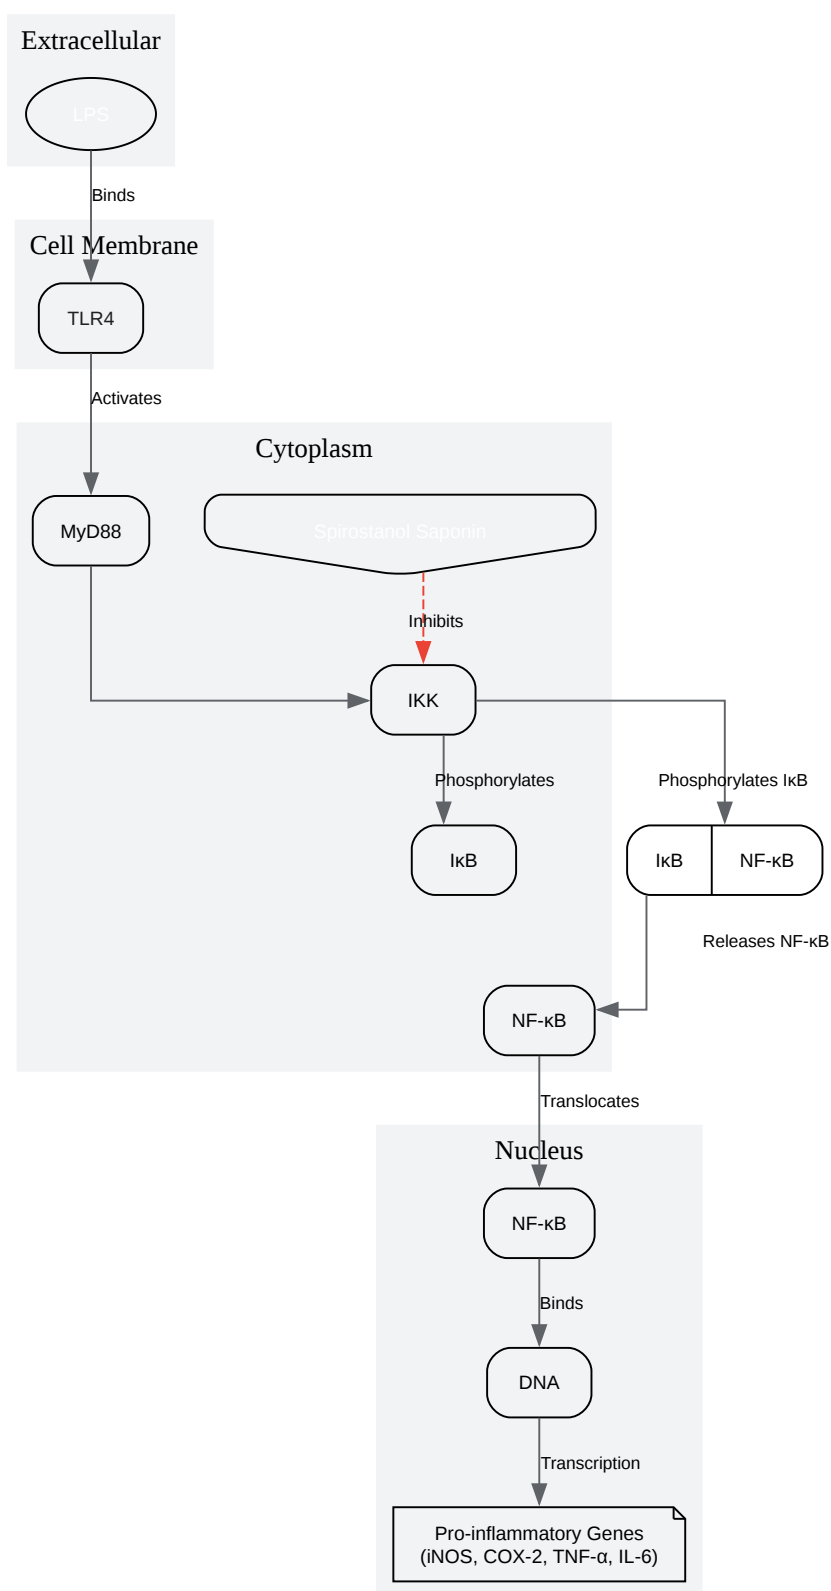 Extracellular
LPS
Binds
Cell Membrane
TLR4
Activates
Cytoplasm
MyD88
Spirostanol Saponin
Inhibits
IKK
Phosphorylates
Phosphorylates IκB
IκB
IκB
NF-κB
Releases NF-κB
NF-κB
Translocates
Nucleus
NF-κB
Binds
DNA
Transcription
Pro-inflammatory Genes
(iNOS, COX-2, TNF-α, IL-6)